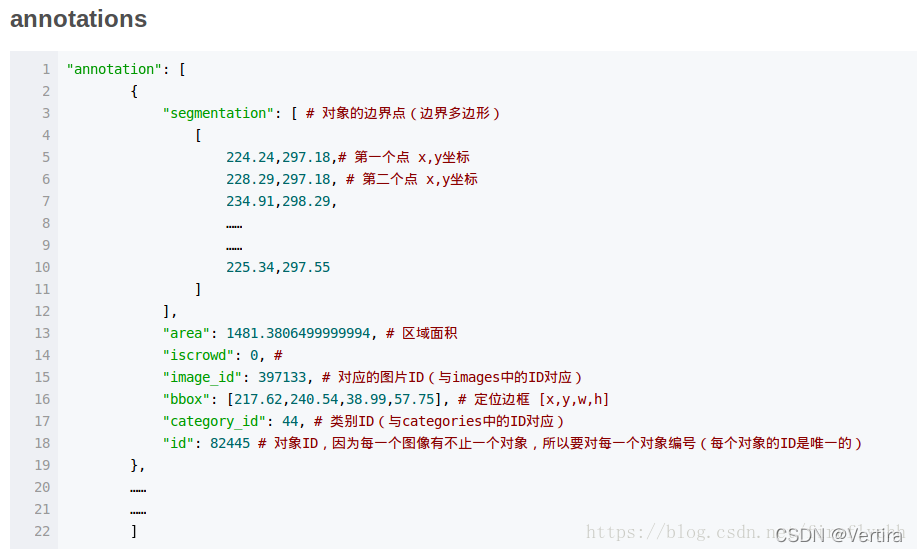 annotations
1 "annotation": [
2 {
3 "segmentation": [ # 对象的边界点（边界多边形）
4 [
5 224.24,297.18,# 第一个点 x,y坐标
6 228.29,297.18, # 第二个点 x,y坐标
7 234.91,298.29,
8 ……
9 ……
10 225.34,297.55
11 ]
12 ],
13 "area": 1481.3806499999994, # 区域面积
14 "iscrowd": 0, #
15 "image_id": 397133, # 对应的图片ID（与images中的ID对应）
16 "bbox": [217.62,240.54,38.99,57.75], # 定位边框 [x,y,w,h]
17 "category_id": 44, # 类别ID（与categories中的ID对应）
18 "id": 82445 # 对象ID，因为每一个图像有不止一个对象，所以要对每一个对象编号（每个对象的ID是唯一的）
19 },
20 ……
21 ……
22 ]
CSDN @Vertira